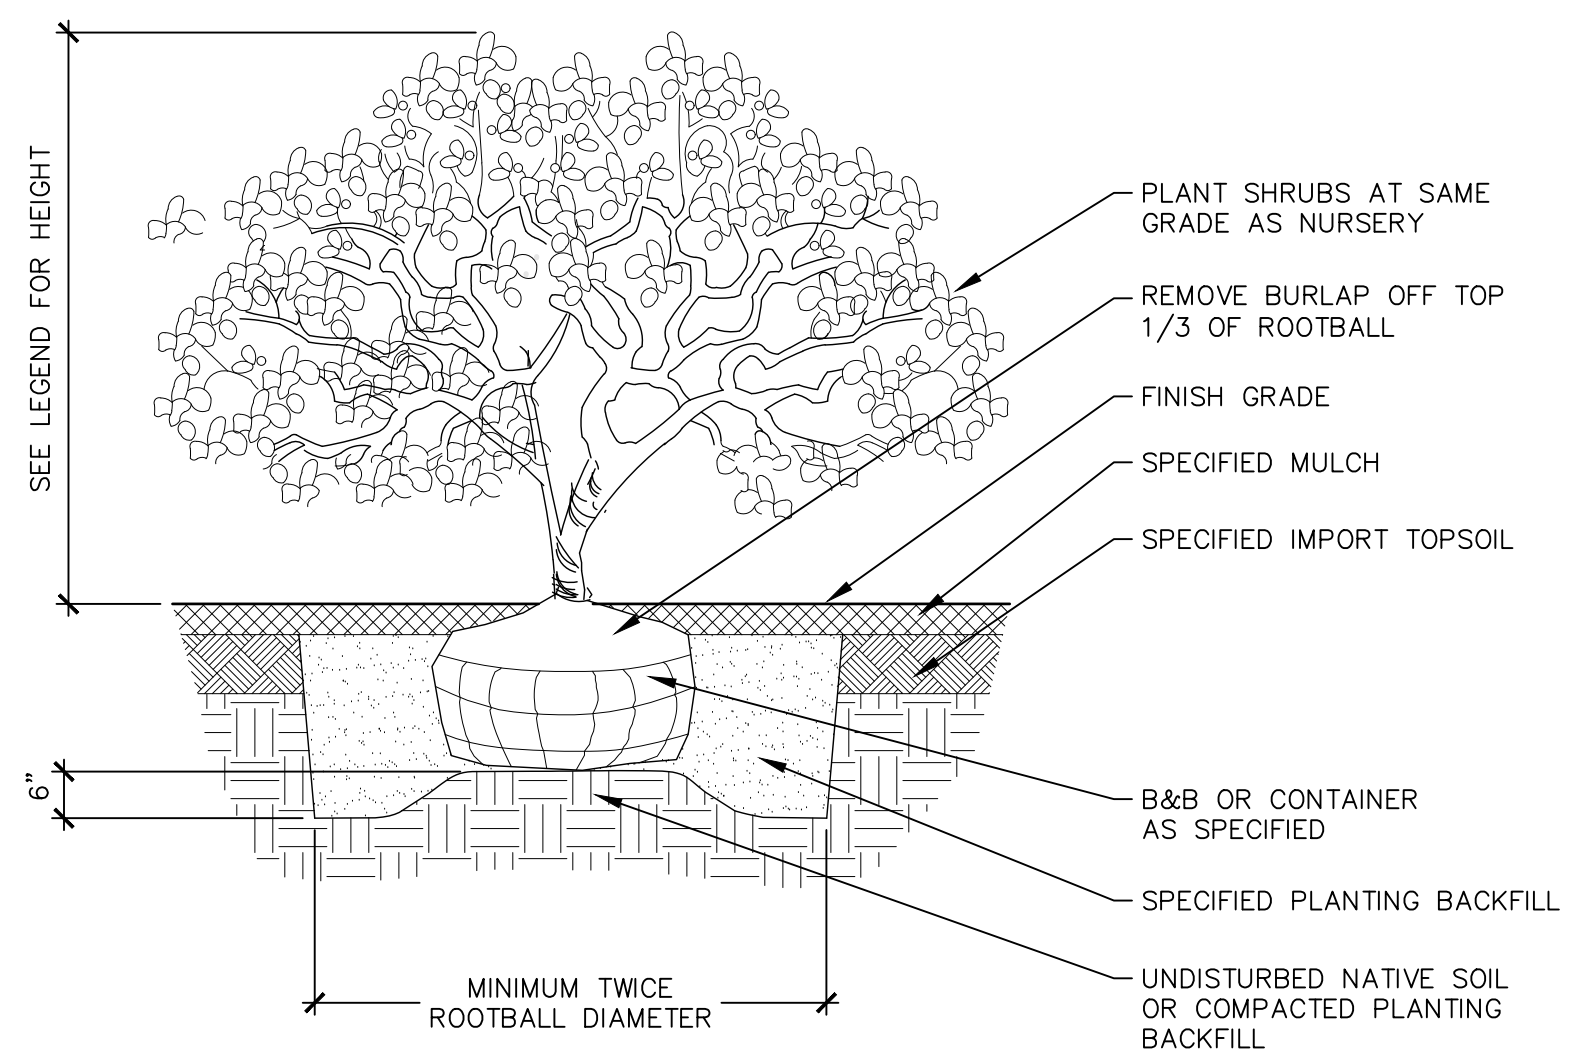 SEE LEGEND FOR HEIGHT
PLANT SHRUBS AT SAME
GRADE AS NURSERY
REMOVE BURLAP OFF TOP
1/3 OF ROOTBALL
FINISH GRADE
SPECIFIED MULCH
SPECIFIED IMPORT TOPSOIL
6"
B&B OR CONTAINER
AS SPECIFIED
SPECIFIED PLANTING BACKFILL
UNDISTURBED NATIVE SOIL
OR COMPACTED PLANTING
BACKFILL
MINIMUM TWICE
ROOTBALL DIAMETER